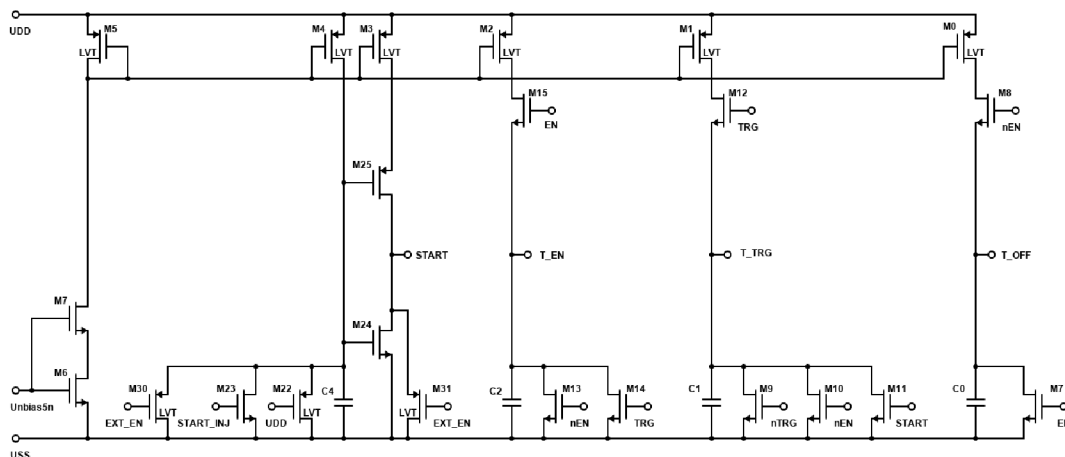 M5
M4
M3
M2
M1
M0
UDD
LVT
LVT
LVT
LVT
LVT
LVT
M15
M12
M8
EN
TRG
nEN
M25
START
T_EN
T_TRG
T_OFF
M7
M24
M6
M30
M23
M22
C4
M31
C2
M13
M14
C1
M9
M10
M11
C0
M7
Unbias5n
LVT
LVT
LVT
EXT_EN
START_INJ
UDD
EXT_EN
nEN
TRG
nTRG
nEN
START
USS